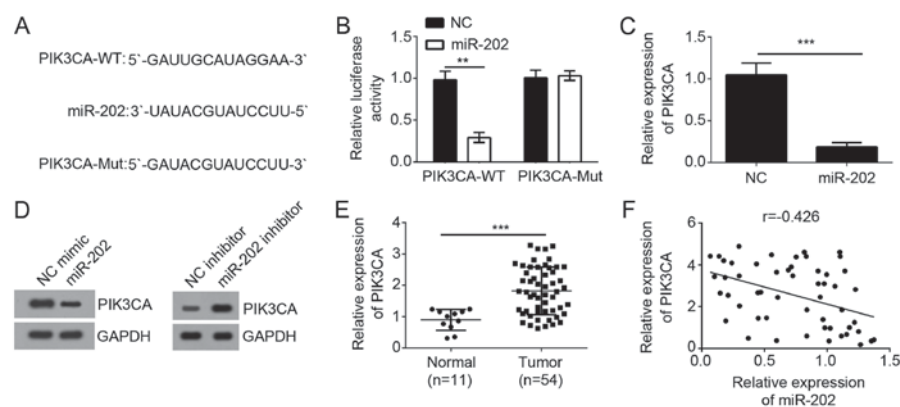 A
PIK3CA-WT:5`-GAUUGCAUAGGAA-3`
miR-202:3`-UAUACGUAUCCUU-5`
PIK3CA-Mut:5`-GAUACGUAUCCUU-3`
B
NC
miR-202
Relative luciferase
activity
1.5
1.0
0.5
0.0
**
PIK3CA-WT
PIK3CA-Mut
C
Relative expression
of PIK3CA
1.5
1.0
0.5
0.0
***
NC
miR-202
D
NC mimic
miR-202
NC inhibitor
miR-202 inhibitor
PIK3CA
GAPDH
PIK3CA
GAPDH
E
Relative expression
of PIK3CA
4
3
2
1
0
***
Normal
(n=11)
Tumor
(n=54)
F
r=-0.426
Relative expression
of PIK3CA
6
4
2
0
0.0
0.5
1.0
1.5
Relative expression
of miR-202